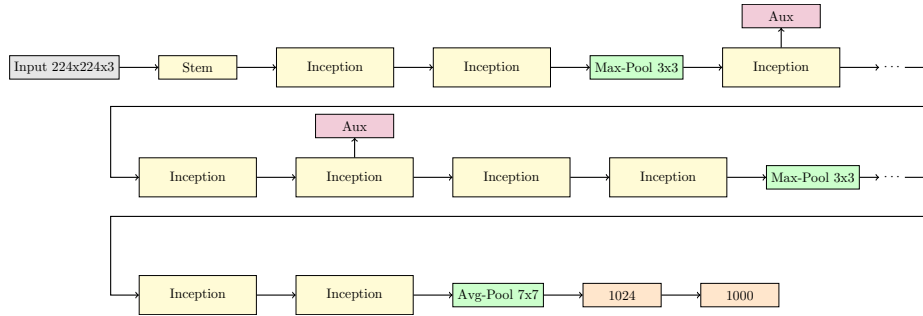 Aux
Input 224x224x3 Stem Inception Inception Max-Pool 3x3 Inception ...
Aux
Inception Inception Inception Inception Max-Pool 3x3 ...
Inception Inception Avg-Pool 7x7 1024 1000